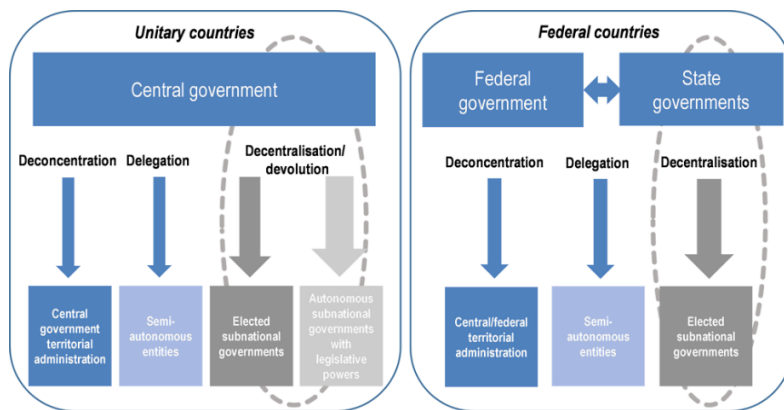 Unitary countries
Central government
Deconcentration
Delegation
Decentralisation/
devolution
Central
government
territorial
administration
Semi-
autonomous
entities
Elected
subnational
governments
Autonomous
subnational
governments
with
legislative
powers
Federal countries
Federal
government
State
governments
Deconcentration
Delegation
Decentralisation
Central/federal
territorial
administration
Semi-
autonomous
entities
Elected
subnational
governments